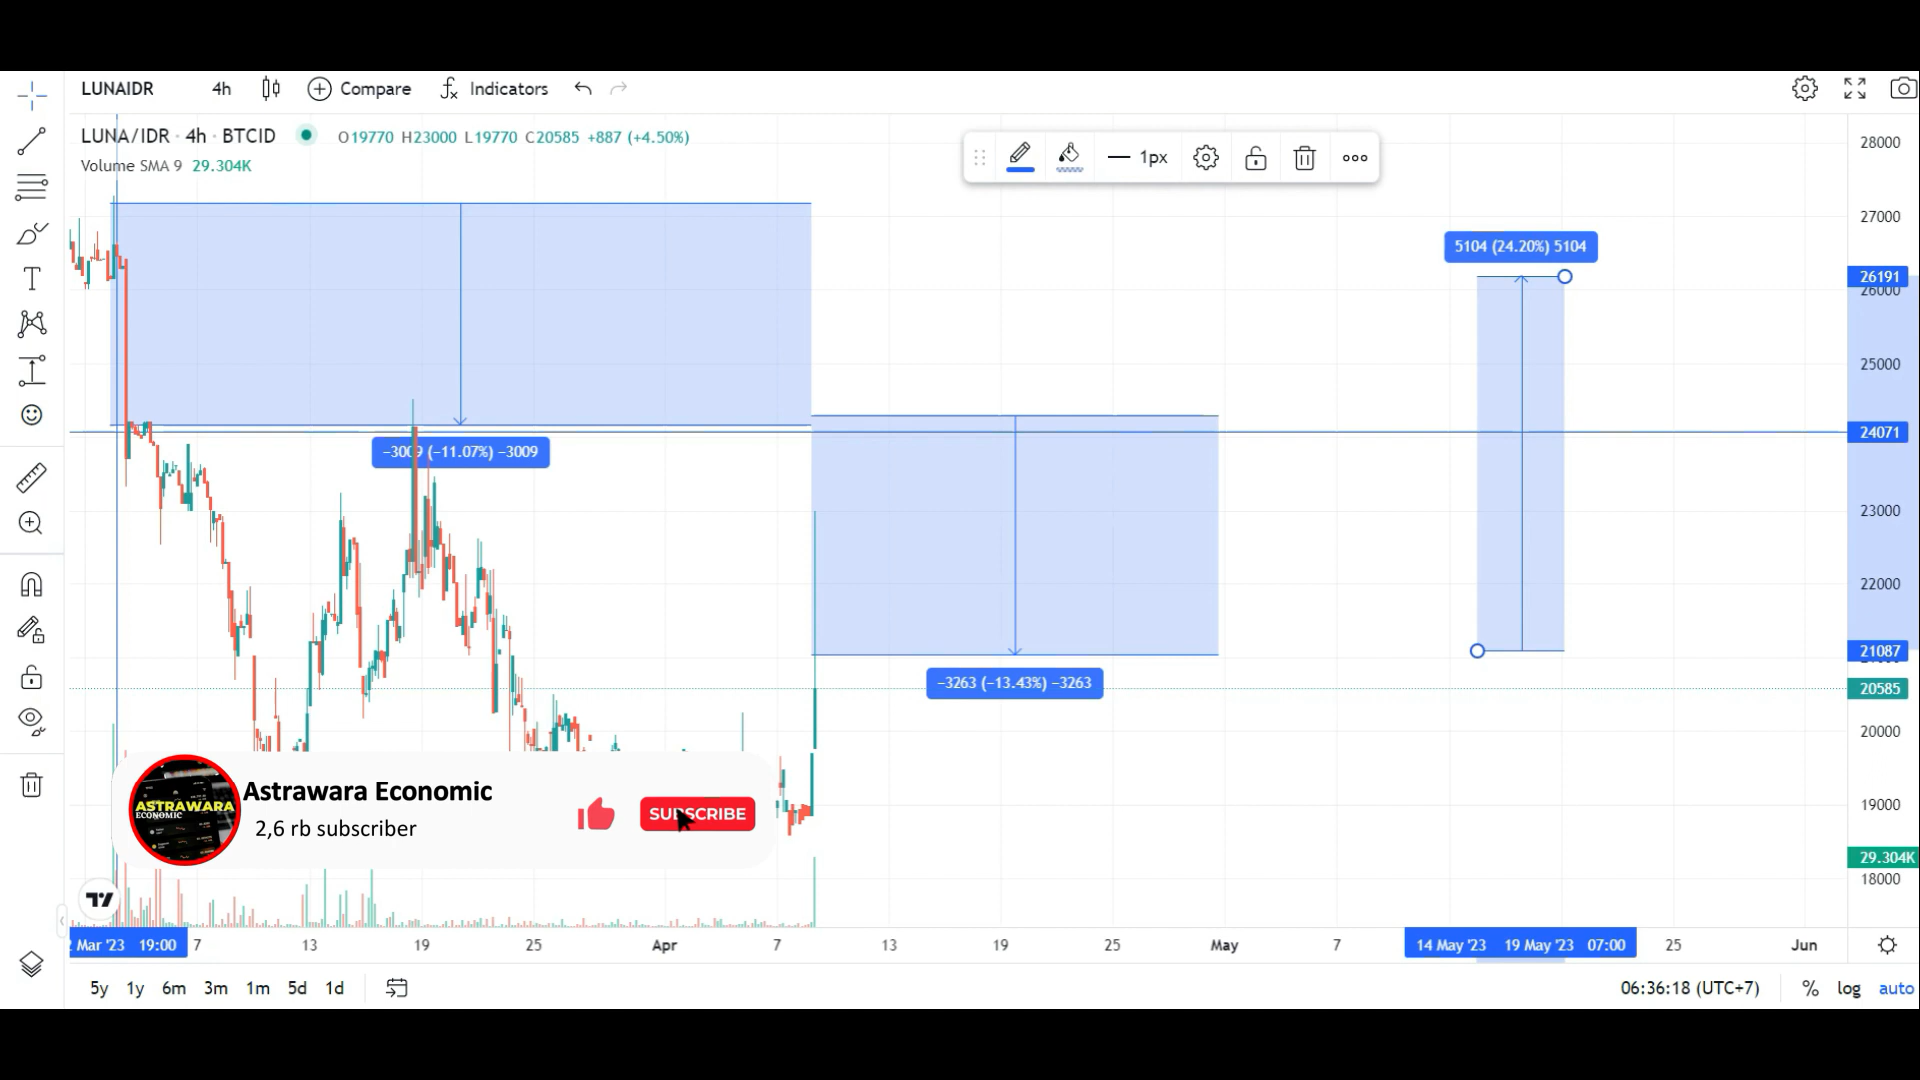 LUNAIDR 4h Compare Indicators
LUNA/IDR · 4h · BTCID O19770 H23000 L19770 C20585 +887 (+4.50%)
Volume SMA 9 29.304K
1px
28000
27000
5104 (24.20%) 5104
26191
26000
25000
24071
−3009 (−11.07%) −3009
23000
22000
21087
−3263 (−13.43%) −3263
20585
20000
19000
29.304K
18000
ASTRAWARA
ECONOMIC
Astrawara Economic
2,6 rb subscriber
SUBSCRIBE
Mar '23 19:00 7 13 19 25 Apr 7 13 19 25 May 7 14 May '23 19 May '23 07:00 25 Jun
5y 1y 6m 3m 1m 5d 1d
06:36:18 (UTC+7) % log auto